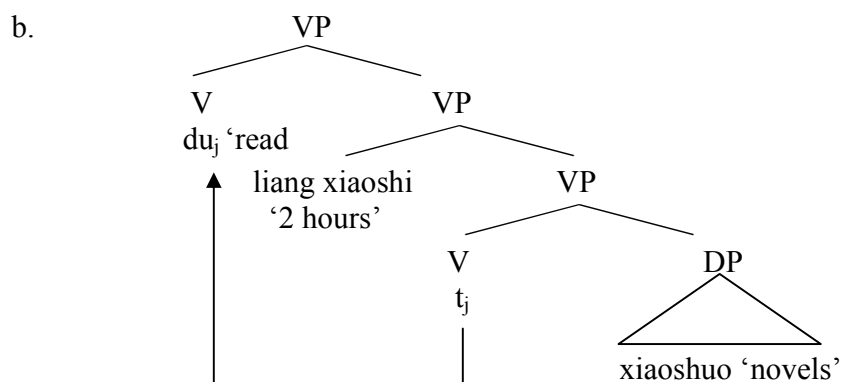 b.
VP
V VP
duj ‘read
liang xiaoshi VP
‘2 hours’
V DP
tj
xiaoshuo ‘novels’